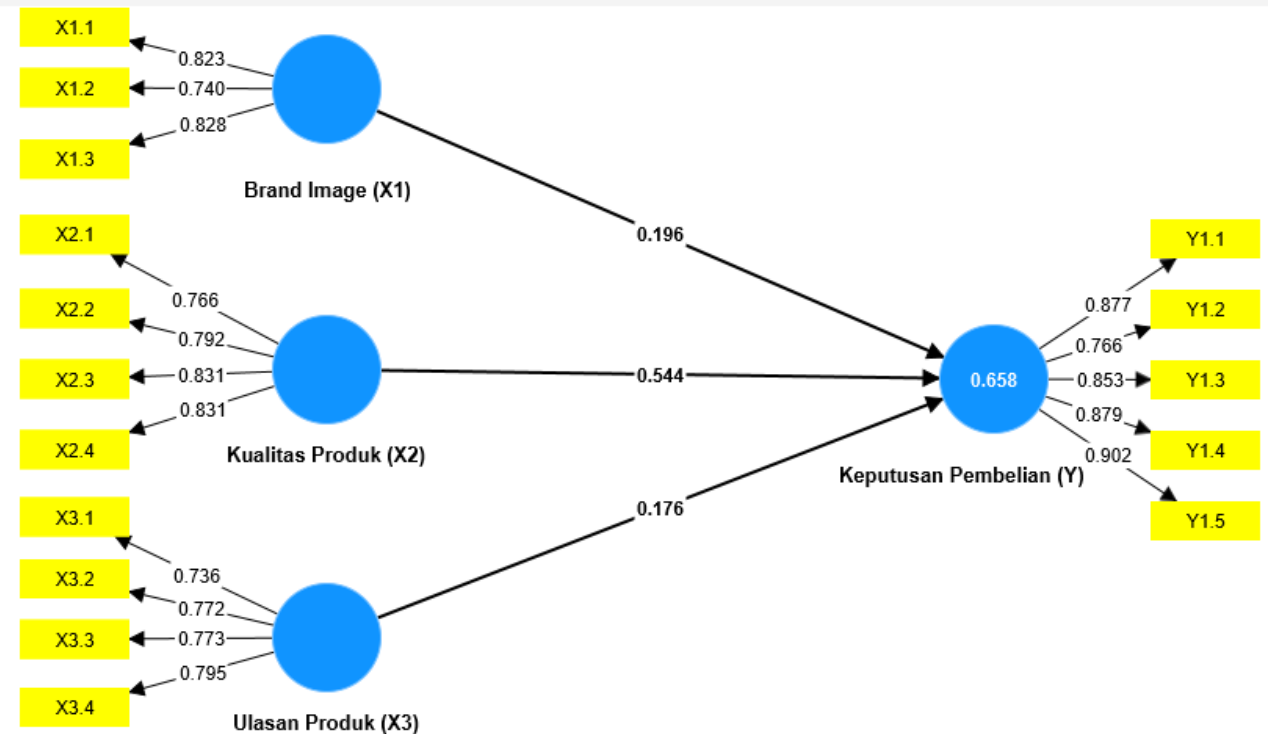 X1.1
0.823
X1.2
0.740
0.828
X1.3
Brand Image (X1)
X2.1
0.766
X2.2
0.792
X2.3
0.831
0.831
X2.4
Kualitas Produk (X2)
X3.1
0.736
X3.2
0.772
X3.3
0.773
0.795
X3.4
Ulasan Produk (X3)
0.196
0.544
0.176
0.658
Keputusan Pembelian (Y)
Y1.1
0.877
Y1.2
0.766
Y1.3
0.853
0.879
Y1.4
0.902
Y1.5